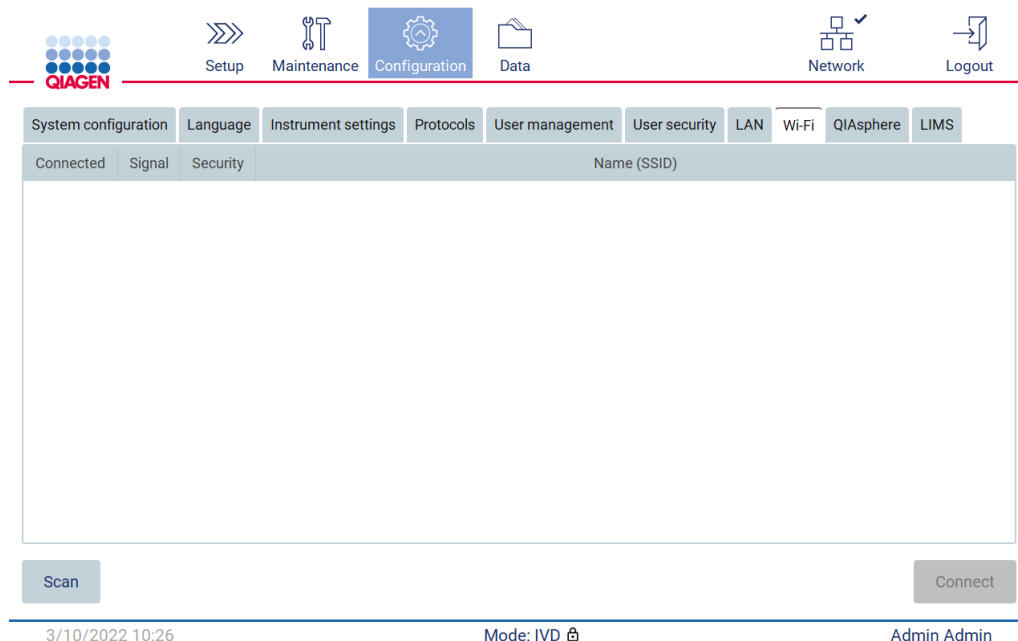 QIAGEN
Setup Maintenance Configuration Data Network Logout
System configuration Language Instrument settings Protocols User management User security LAN Wi-Fi QIAsphere LIMS
Connected Signal Security Name (SSID)
Scan Connect
3/10/2022 10:26 Mode: IVD Admin Admin